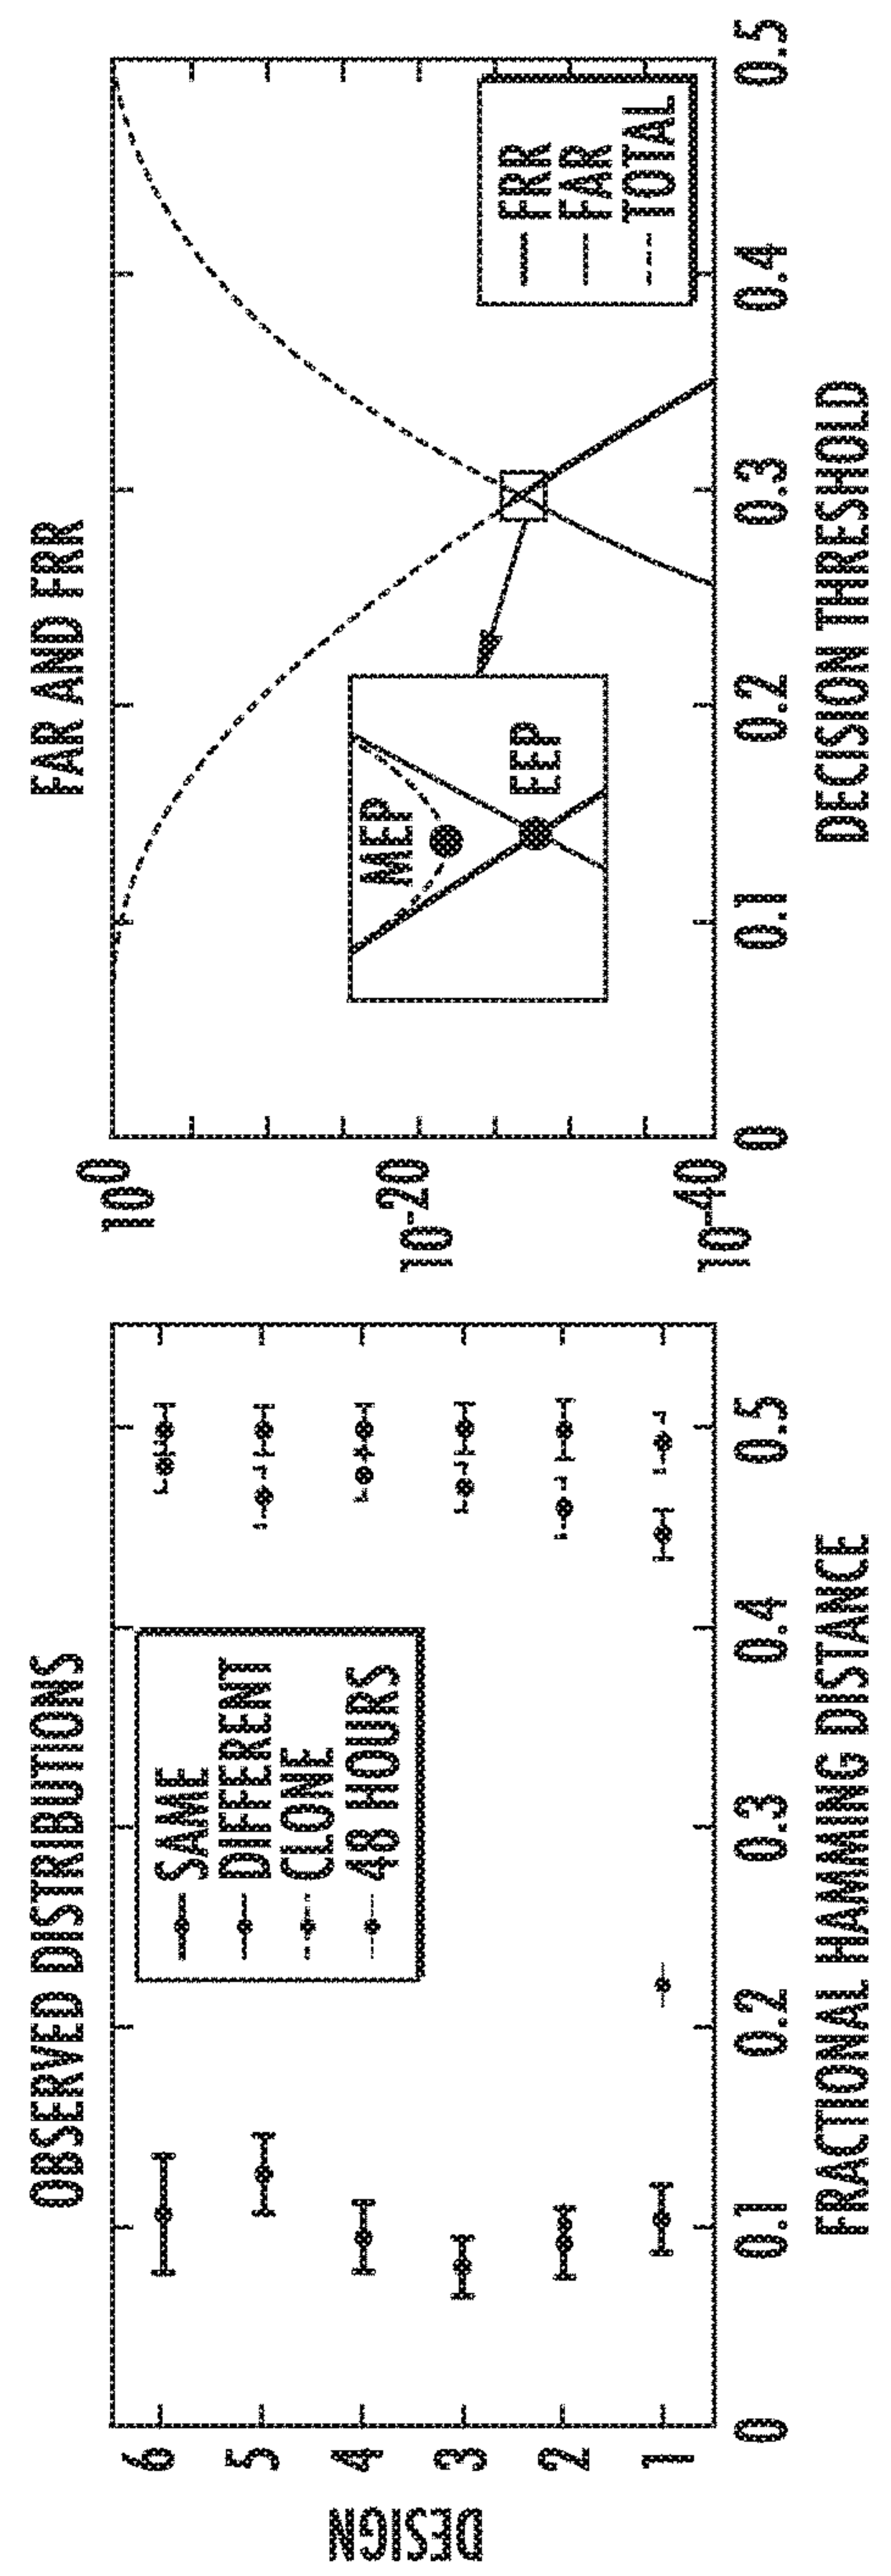 OBSERVED DISTRIBUTIONS
DESIGN
6
5
4
3
2
1
SAME
DIFFERENT
CLONE
48 HOURS
0
0.1
0.2
0.3
0.4
0.5
FRACTIONAL HAMMING DISTANCE
FAR AND FRR
10^0
10^-20
10^-40
MEP
EEP
FRR
FAR
TOTAL
0
0.1
0.2
0.3
0.4
0.5
DECISION THRESHOLD